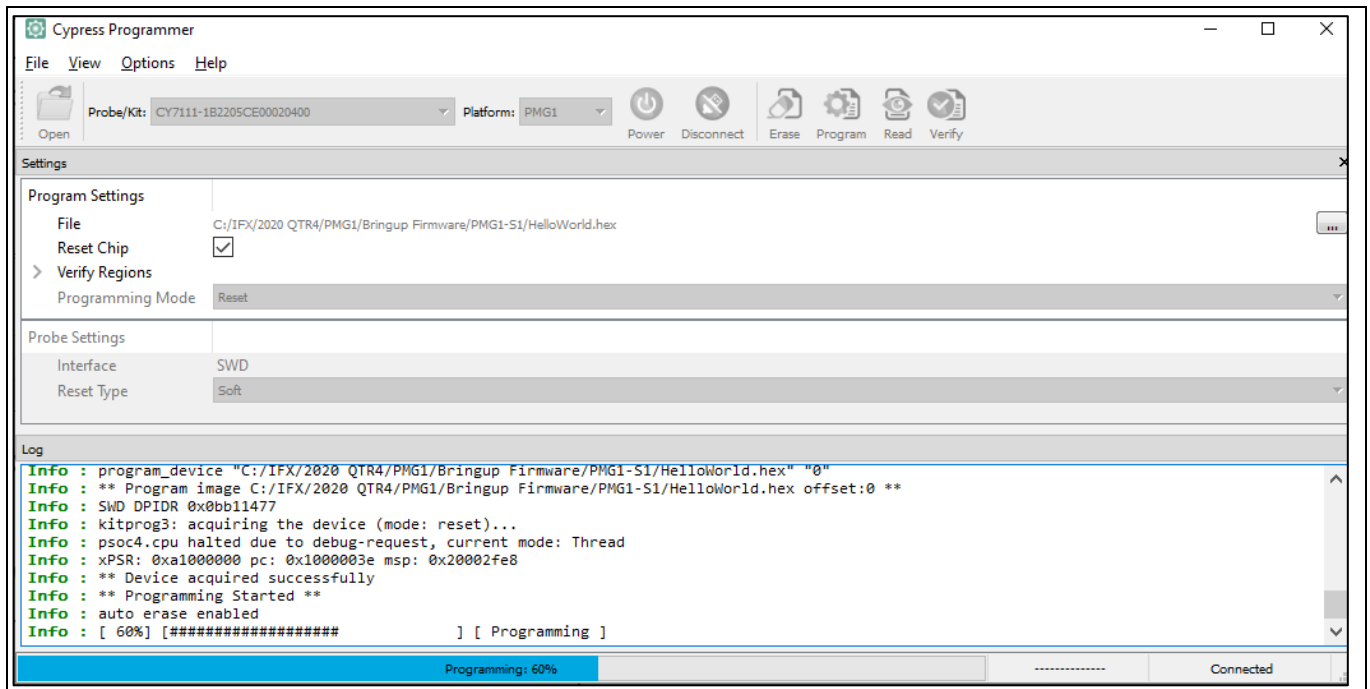 Cypress Programmer
File View Options Help
Open Probe/Kit: CY7111-1B2205CE00020400 Platform: PMG1 Power Disconnect Erase Program Read Verify
Settings
Program Settings
File C:/IFX/2020 QTR4/PMG1/Bringup Firmware/PMG1-S1/HelloWorld.hex ...
Reset Chip
Verify Regions
Programming Mode Reset
Probe Settings
Interface SWD
Reset Type Soft
Log
Info : program_device "C:/IFX/2020 QTR4/PMG1/Bringup Firmware/PMG1-S1/HelloWorld.hex" "0"
Info : ** Program image C:/IFX/2020 QTR4/PMG1/Bringup Firmware/PMG1-S1/HelloWorld.hex offset:0 **
Info : SWD DPIDR 0x0bb11477
Info : kitprog3: acquiring the device (mode: reset)...
Info : psoc4.cpu halted due to debug-request, current mode: Thread
Info : xPSR: 0xa1000000 pc: 0x1000003e msp: 0x20002fe8
Info : ** Device acquired successfully
Info : ** Programming Started **
Info : auto erase enabled
Info : [ 60%] [################### ] [ Programming ]
Programming: 60% -------------- Connected